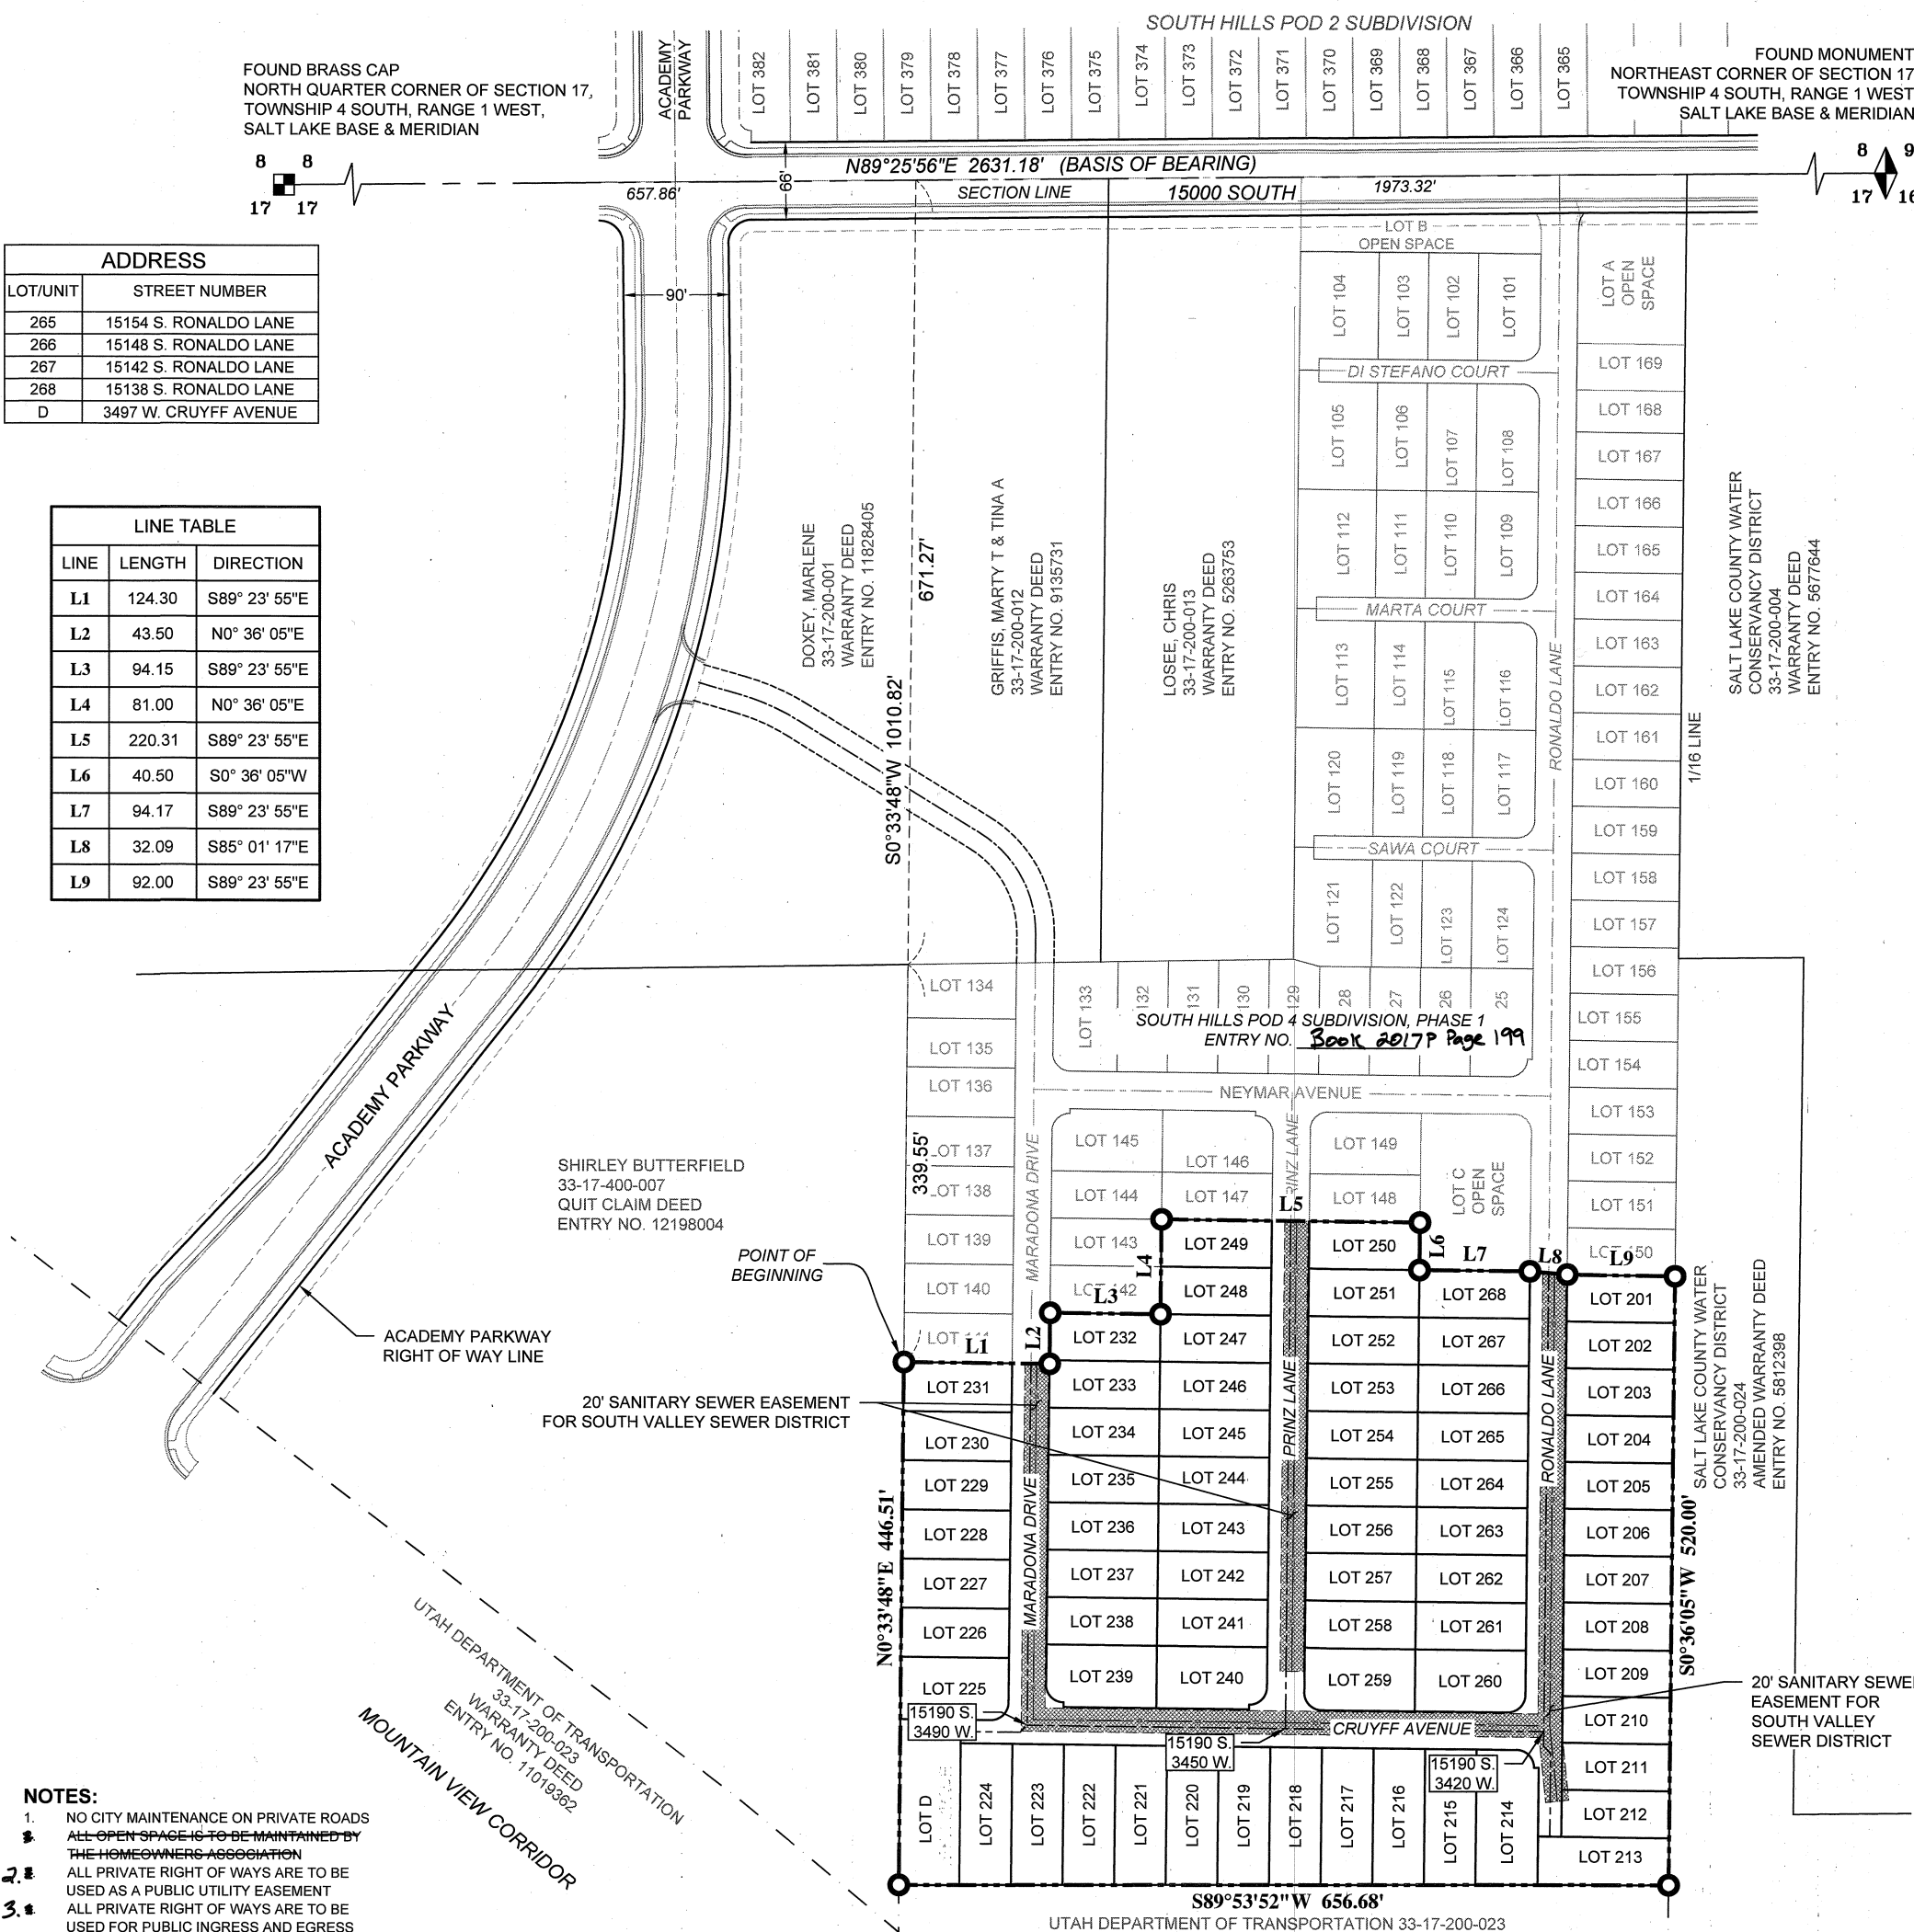 SOUTH HILLS POD 2 SUBDIVISION
FOUND BRASS CAP
NORTH QUARTER CORNER OF SECTION 17,
TOWNSHIP 4 SOUTH, RANGE 1 WEST,
SALT LAKE BASE & MERIDIAN
8 8
17 17
ACADEMY
PARKWAY
LOT 382
LOT 381
LOT 380
LOT 379
LOT 378
LOT 377
LOT 376
LOT 375
LOT 374
LOT 373
LOT 372
LOT 371
LOT 370
LOT 369
LOT 368
LOT 367
LOT 366
LOT 365
FOUND MONUMENT
NORTHEAST CORNER OF SECTION 17
TOWNSHIP 4 SOUTH, RANGE 1 WEST
SALT LAKE BASE & MERIDIAN
8 9
17 16
N89°25'56"E 2631.18' (BASIS OF BEARING)
657.86'
66'
SECTION LINE
15000 SOUTH
1973.32'
90'
ADDRESS
LOT/UNIT STREET NUMBER
265 15154 S. RONALDO LANE
266 15148 S. RONALDO LANE
267 15142 S. RONALDO LANE
268 15138 S. RONALDO LANE
D 3497 W. CRUYFF AVENUE
LINE TABLE
LINE LENGTH DIRECTION
L1 124.30 S89° 23' 55"E
L2 43.50 N0° 36' 05"E
L3 94.15 S89° 23' 55"E
L4 81.00 N0° 36' 05"E
L5 220.31 S89° 23' 55"E
L6 40.50 S0° 36' 05"W
L7 94.17 S89° 23' 55"E
L8 32.09 S85° 01' 17"E
L9 92.00 S89° 23' 55"E
LOT B
OPEN SPACE
LOT A
OPEN
SPACE
LOT 104
LOT 103
LOT 102
LOT 101
DI STEFANO COURT
LOT 105
LOT 106
LOT 107
LOT 108
LOT 112
LOT 111
LOT 110
LOT 109
MARTA COURT
LOT 113
LOT 114
LOT 115
LOT 116
LOT 120
LOT 119
LOT 118
LOT 117
SAWA COURT
LOT 121
LOT 122
LOT 123
LOT 124
RONALDO LANE
LOT 169
LOT 168
LOT 167
LOT 166
LOT 165
LOT 164
LOT 163
LOT 162
LOT 161
LOT 160
LOT 159
LOT 158
LOT 157
LOT 156
LOT 155
LOT 154
LOT 153
LOT 152
LOT 151
LOT 150
1/16 LINE
SALT LAKE COUNTY WATER
CONSERVANCY DISTRICT
33-17-200-004
WARRANTY DEED
ENTRY NO. 5677644
DOXEY, MARLENE
33-17-200-001
WARRANTY DEED
ENTRY NO. 11828405
671.27'
S0°33'48"W 1010.82'
GRIFFIS, MARTY T & TINA A
33-17-200-012
WARRANTY DEED
ENTRY NO. 9135731
LOSEE, CHRIS
33-17-200-013
WARRANTY DEED
ENTRY NO. 5263753
LOT 133
132
131
130
129
28
27
26
25
SOUTH HILLS POD 4 SUBDIVISION, PHASE 1
ENTRY NO. Book 2017P Page 199
NEYMAR AVENUE
LOT 134
LOT 135
LOT 136
LOT 137
LOT 138
LOT 139
LOT 140
339.55'
MARADONA DRIVE
LOT 145
LOT 146
LOT 144
LOT 147
LOT 143
LOT 149
LOT 148
PRINZ LANE
LOT C
OPEN
SPACE
ACADEMY PARKWAY
SHIRLEY BUTTERFIELD
33-17-400-007
QUIT CLAIM DEED
ENTRY NO. 12198004
POINT OF
BEGINNING
ACADEMY PARKWAY
RIGHT OF WAY LINE
20' SANITARY SEWER EASEMENT
FOR SOUTH VALLEY SEWER DISTRICT
L1
L2
L3
L4
L5
L6
L7
L8
L9
LOT 231
LOT 230
LOT 229
LOT 228
LOT 227
LOT 226
LOT 225
N0°33'48"E 446.51'
MARADONA DRIVE
LOT 232
LOT 233
LOT 234
LOT 235
LOT 236
LOT 237
LOT 238
LOT 239
LOT 249
LOT 248
LOT 247
LOT 246
LOT 245
LOT 244
LOT 243
LOT 242
LOT 241
LOT 240
PRINZ LANE
LOT 250
LOT 251
LOT 252
LOT 253
LOT 254
LOT 255
LOT 256
LOT 257
LOT 258
LOT 259
LOT 268
LOT 267
LOT 266
LOT 265
LOT 264
LOT 263
LOT 262
LOT 261
LOT 260
RONALDO LANE
LOT 201
LOT 202
LOT 203
LOT 204
LOT 205
LOT 206
LOT 207
LOT 208
LOT 209
LOT 210
LOT 211
LOT 212
LOT 213
S0°36'05"W 520.00'
SALT LAKE COUNTY WATER
CONSERVANCY DISTRICT
33-17-200-024
AMENDED WARRANTY DEED
ENTRY NO. 5812398
20' SANITARY SEWE
EASEMENT FOR
SOUTH VALLEY
SEWER DISTRICT
15190 S.
3490 W.
CRUYFF AVENUE
15190 S.
3450 W.
15190 S.
3420 W.
LOT D
LOT 224
LOT 223
LOT 222
LOT 221
LOT 220
LOT 219
LOT 218
LOT 217
LOT 216
LOT 215
LOT 214
S89°53'52"W 656.68'
UTAH DEPARTMENT OF TRANSPORTATION 33-17-200-023
UTAH DEPARTMENT OF TRANSPORTATION
33-17-200-023
WARRANTY DEED
ENTRY NO. 11019362
MOUNTAIN VIEW CORRIDOR
NOTES:
1. NO CITY MAINTENANCE ON PRIVATE ROADS
ALL OPEN SPACE IS TO BE MAINTAINED BY
THE HOMEOWNERS ASSOCIATION
2. ALL PRIVATE RIGHT OF WAYS ARE TO BE
USED AS A PUBLIC UTILITY EASEMENT
3. ALL PRIVATE RIGHT OF WAYS ARE TO BE
USED FOR PUBLIC INGRESS AND EGRESS